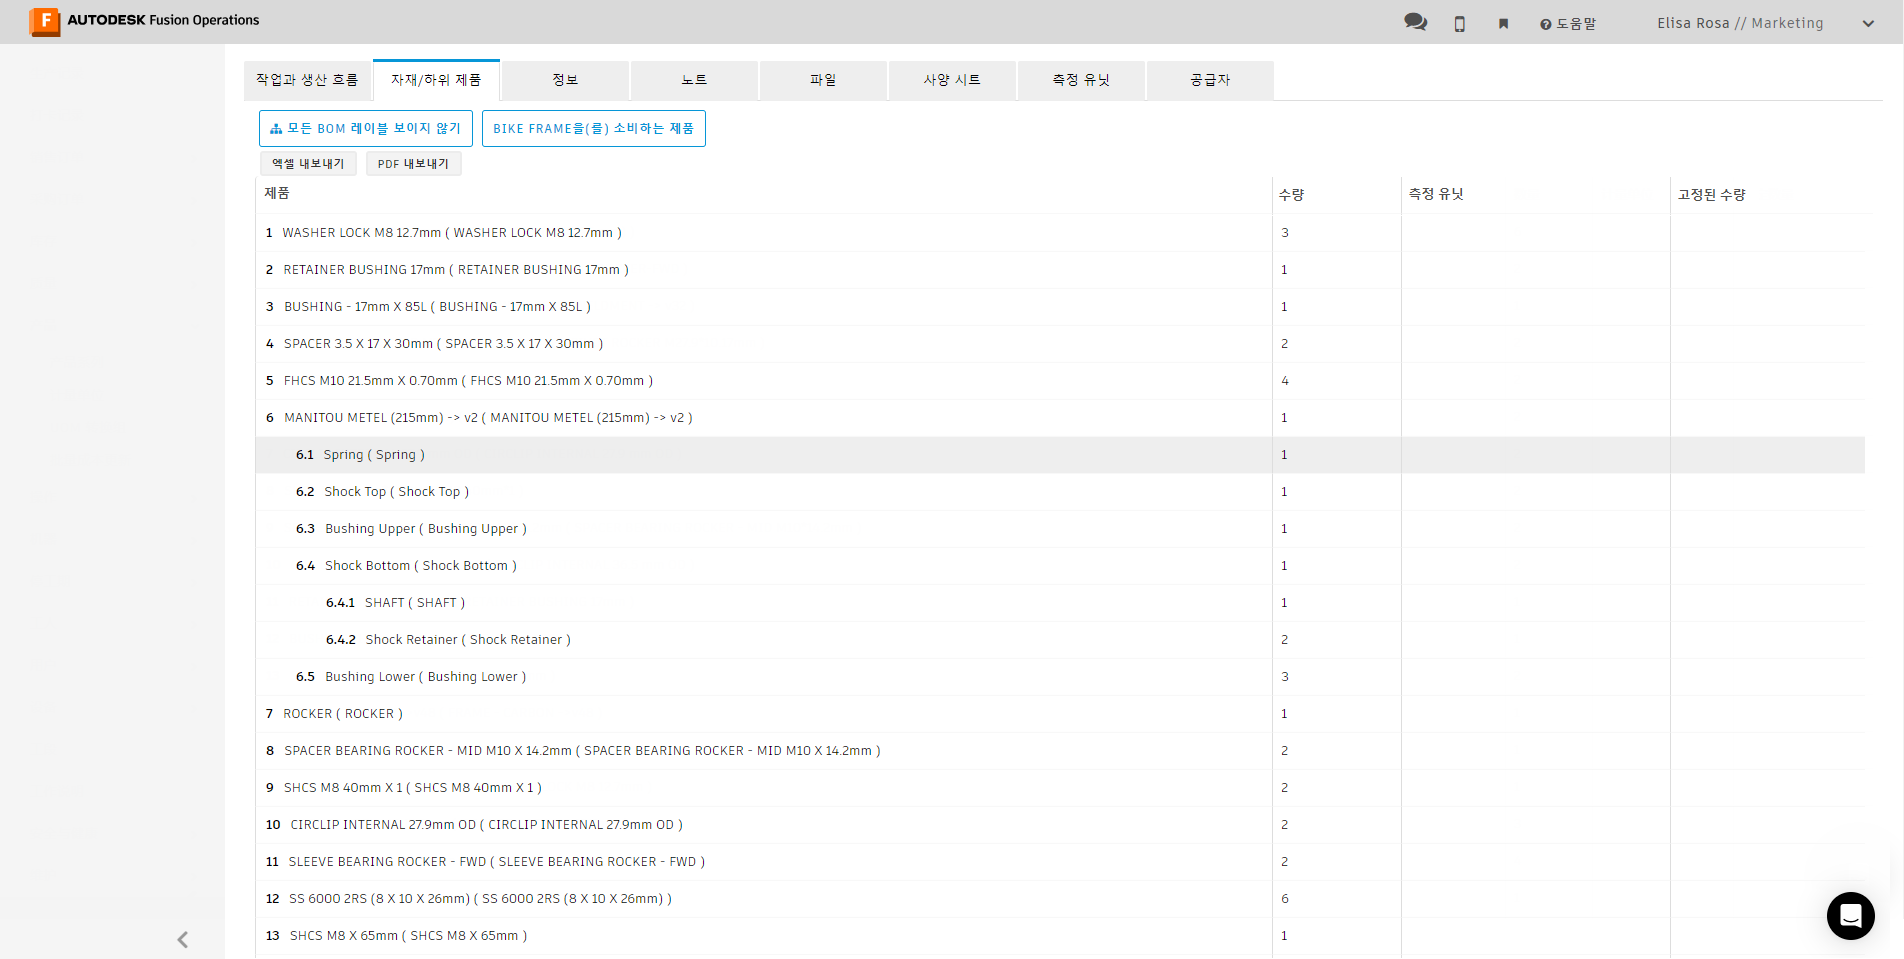 F AUTODESK Fusion Operations
도움말
Elisa Rosa // Marketing
작업과 생산 흐름
자재/하위 제품
정보
노트
파일
사양 시트
측정 유닛
공급자
모든 BOM 레이블 보이지 않기
BIKE FRAME을(를) 소비하는 제품
엑셀 내보내기
PDF 내보내기
제품 수량 측정 유닛 고정된 수량
1 WASHER LOCK M8 12.7mm ( WASHER LOCK M8 12.7mm ) 3
2 RETAINER BUSHING 17mm ( RETAINER BUSHING 17mm ) 1
3 BUSHING - 17mm X 85L ( BUSHING - 17mm X 85L ) 1
4 SPACER 3.5 X 17 X 30mm ( SPACER 3.5 X 17 X 30mm ) 2
5 FHCS M10 21.5mm X 0.70mm ( FHCS M10 21.5mm X 0.70mm ) 4
6 MANITOU METEL (215mm) -> v2 ( MANITOU METEL (215mm) -> v2 ) 1
6.1 Spring ( Spring ) 1
6.2 Shock Top ( Shock Top ) 1
6.3 Bushing Upper ( Bushing Upper ) 1
6.4 Shock Bottom ( Shock Bottom ) 1
6.4.1 SHAFT ( SHAFT ) 1
6.4.2 Shock Retainer ( Shock Retainer ) 2
6.5 Bushing Lower ( Bushing Lower ) 3
7 ROCKER ( ROCKER ) 1
8 SPACER BEARING ROCKER - MID M10 X 14.2mm ( SPACER BEARING ROCKER - MID M10 X 14.2mm ) 2
9 SHCS M8 40mm X 1 ( SHCS M8 40mm X 1 ) 2
10 CIRCLIP INTERNAL 27.9mm OD ( CIRCLIP INTERNAL 27.9mm OD ) 2
11 SLEEVE BEARING ROCKER - FWD ( SLEEVE BEARING ROCKER - FWD ) 2
12 SS 6000 2RS (8 X 10 X 26mm) ( SS 6000 2RS (8 X 10 X 26mm) ) 6
13 SHCS M8 X 65mm ( SHCS M8 X 65mm ) 1